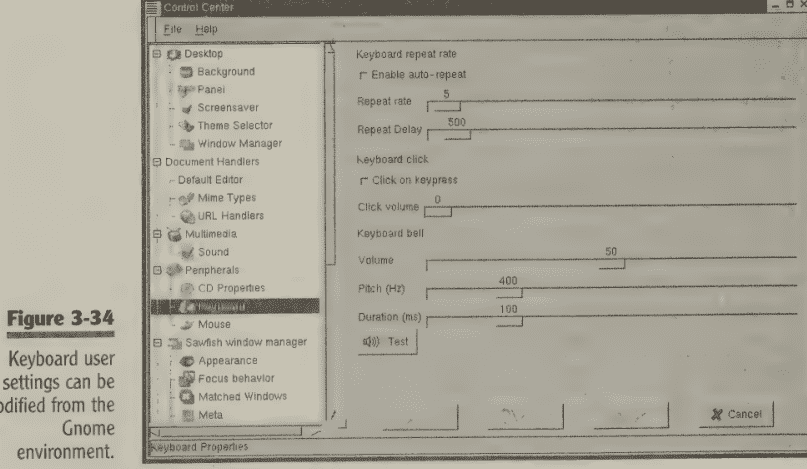 Control Center
File Help
Desktop
Background
Panel
Screensaver
Theme Selector
Window Manager
Document Handlers
Default Editor
Mime Types
URL Handlers
Multimedia
Sound
Peripherals
CD Properties
Mouse
Sawfish window manager
Appearance
Focus behavior
Matched Windows
Meta
Keyboard repeat rate
Enable auto-repeat
Repeat rate 5
Repeat Delay 500
Keyboard click
Click on keypress
Click volume 0
Keyboard bell
Volume 50
Pitch (Hz) 400
Duration (ms) 100
Test
Cancel
Keyboard Properties
Figure 3-34
Keyboard user
settings can be
odified from the
Gnome
environment.